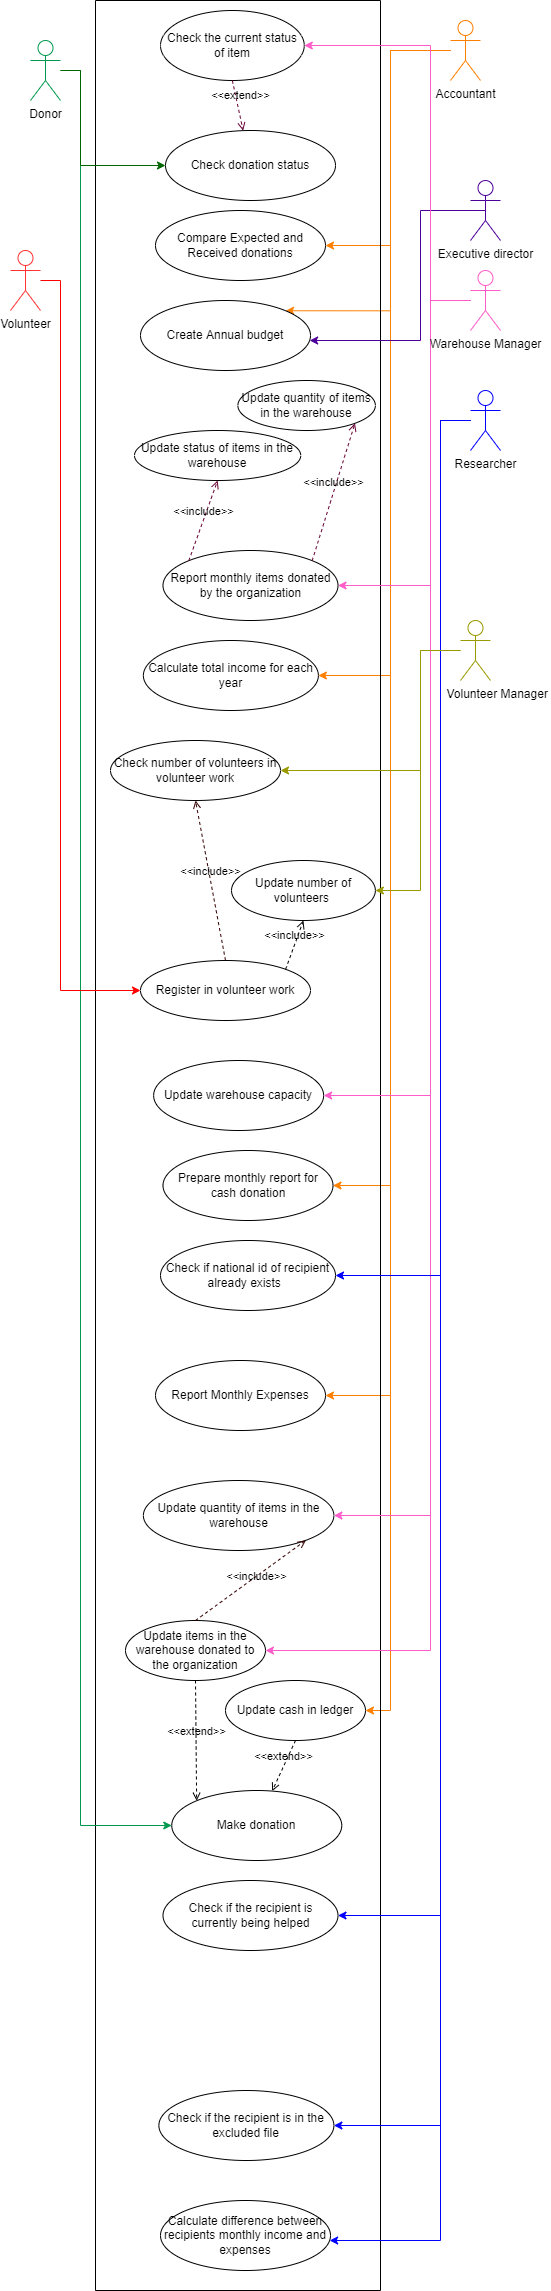 Check the current status
of item
Accountant
Donor
<<extend>>
Check donation status
Compare Expected and
Received donations
Executive director
Volunteer
Create Annual budget
Warehouse Manager
Update quantity of items
in the warehouse
Update status of items in the
warehouse
Researcher
<<include>>
<<include>>
Report monthly items donated
by the organization
Calculate total income for each
year
Volunteer Manager
Check number of volunteers in
volunteer work
<<include>>
Update number of
volunteers
<<include>>
Register in volunteer work
Update warehouse capacity
Prepare monthly report for
cash donation
Check if national id of recipient
already exists
Report Monthly Expenses
Update quantity of items in the
warehouse
<<include>>
Update items in the
warehouse donated to
the organization
Update cash in ledger
<<extend>>
<<extend>>
Make donation
Check if the recipient is
currently being helped
Check if the recipient is in the
excluded file
Calculate difference between
recipients monthly income and
expenses